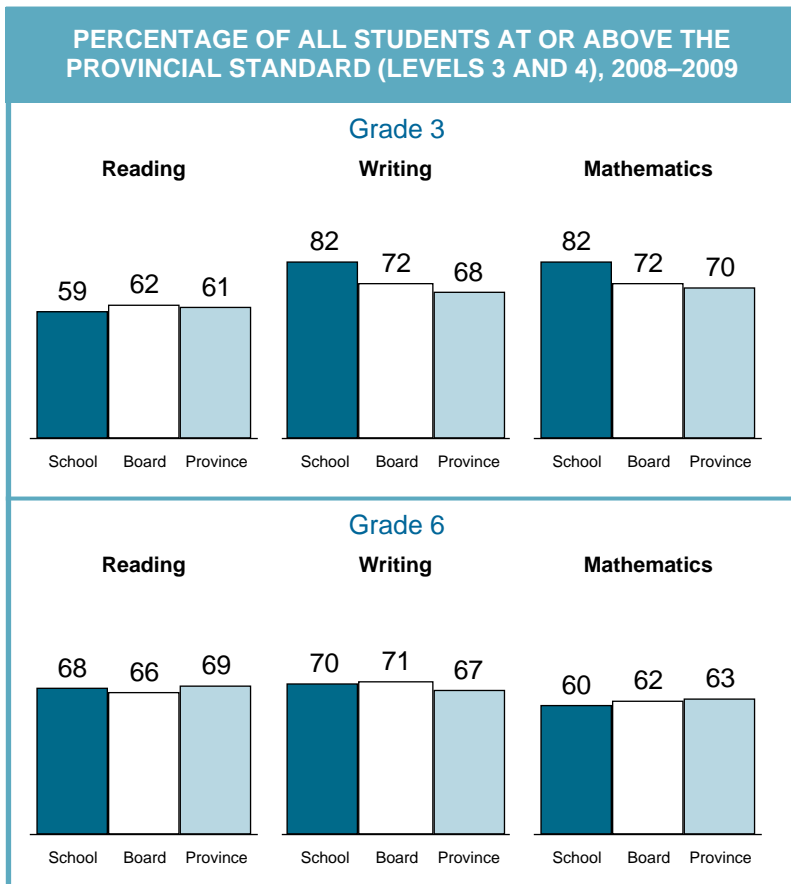 PERCENTAGE OF ALL STUDENTS AT OR ABOVE THE
PROVINCIAL STANDARD (LEVELS 3 AND 4), 2008–2009
Grade 3
Reading Writing Mathematics
59 62 61 82 72 68 82 72 70
School Board Province School Board Province School Board Province
Grade 6
Reading Writing Mathematics
68 66 69 70 71 67 60 62 63
School Board Province School Board Province School Board Province